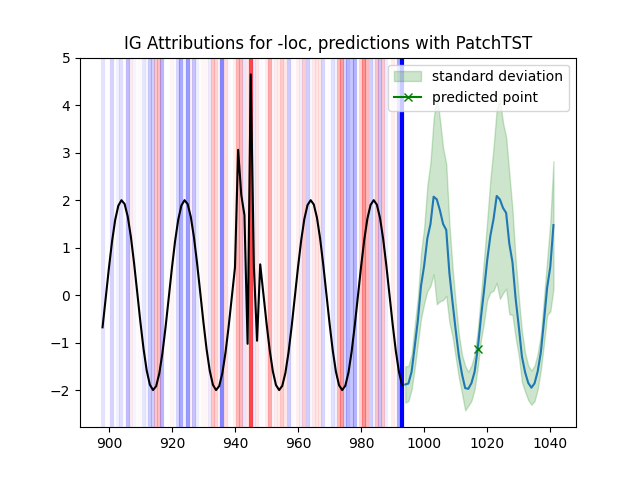 IG Attributions for -loc, predictions with PatchTST
5
4
3
2
1
0
−1
−2
standard deviation
predicted point
900 920 940 960 980 1000 1020 1040